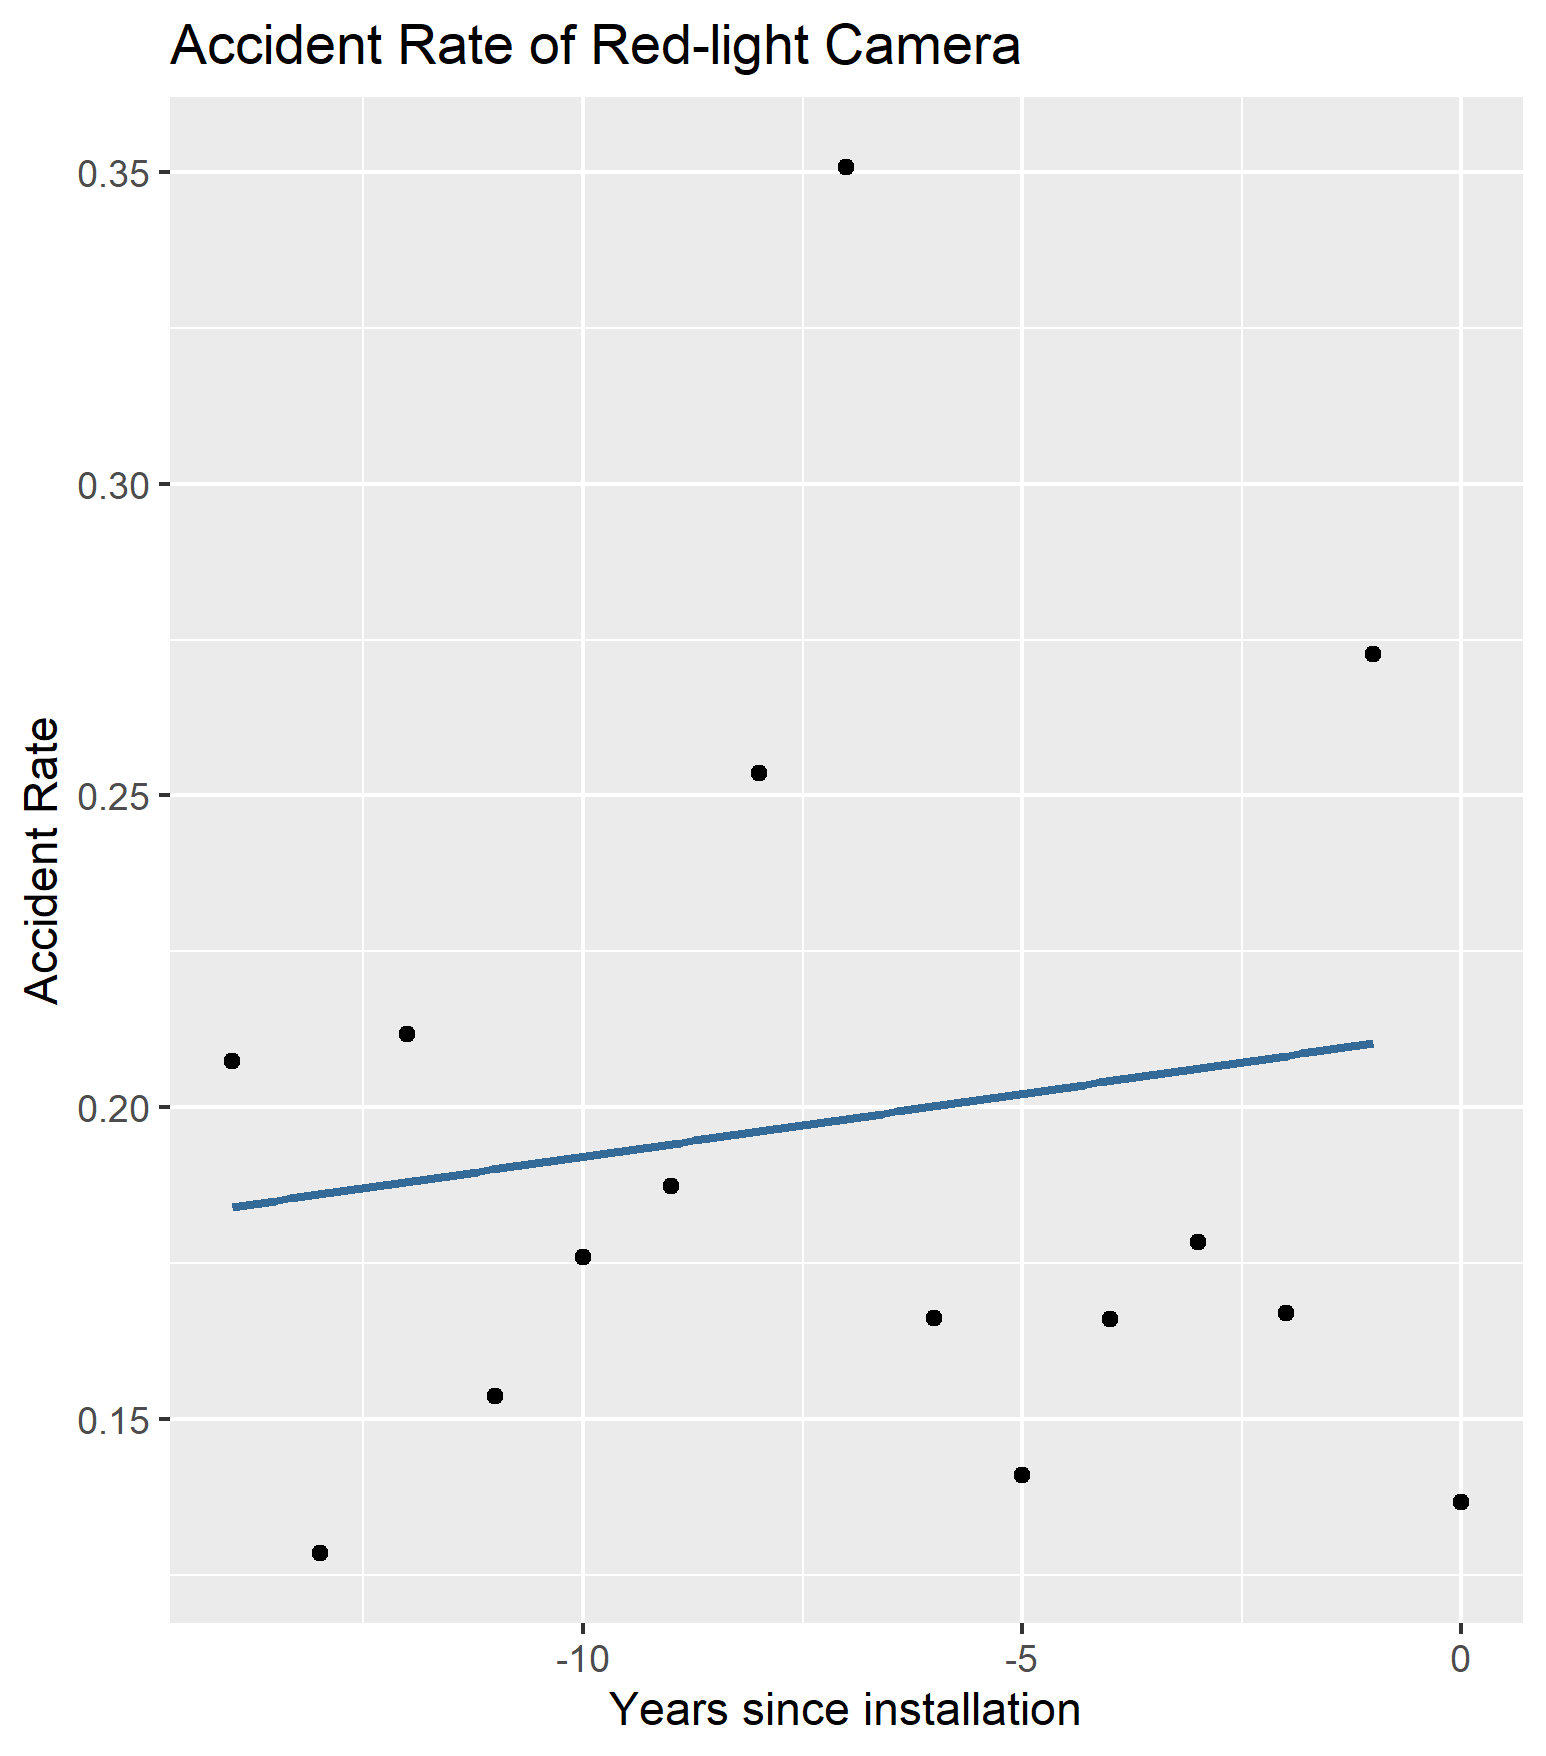 Accident Rate of Red-light Camera
0.35
0.30
0.25
0.20
0.15
Accident Rate
-10 -5 0
Years since installation